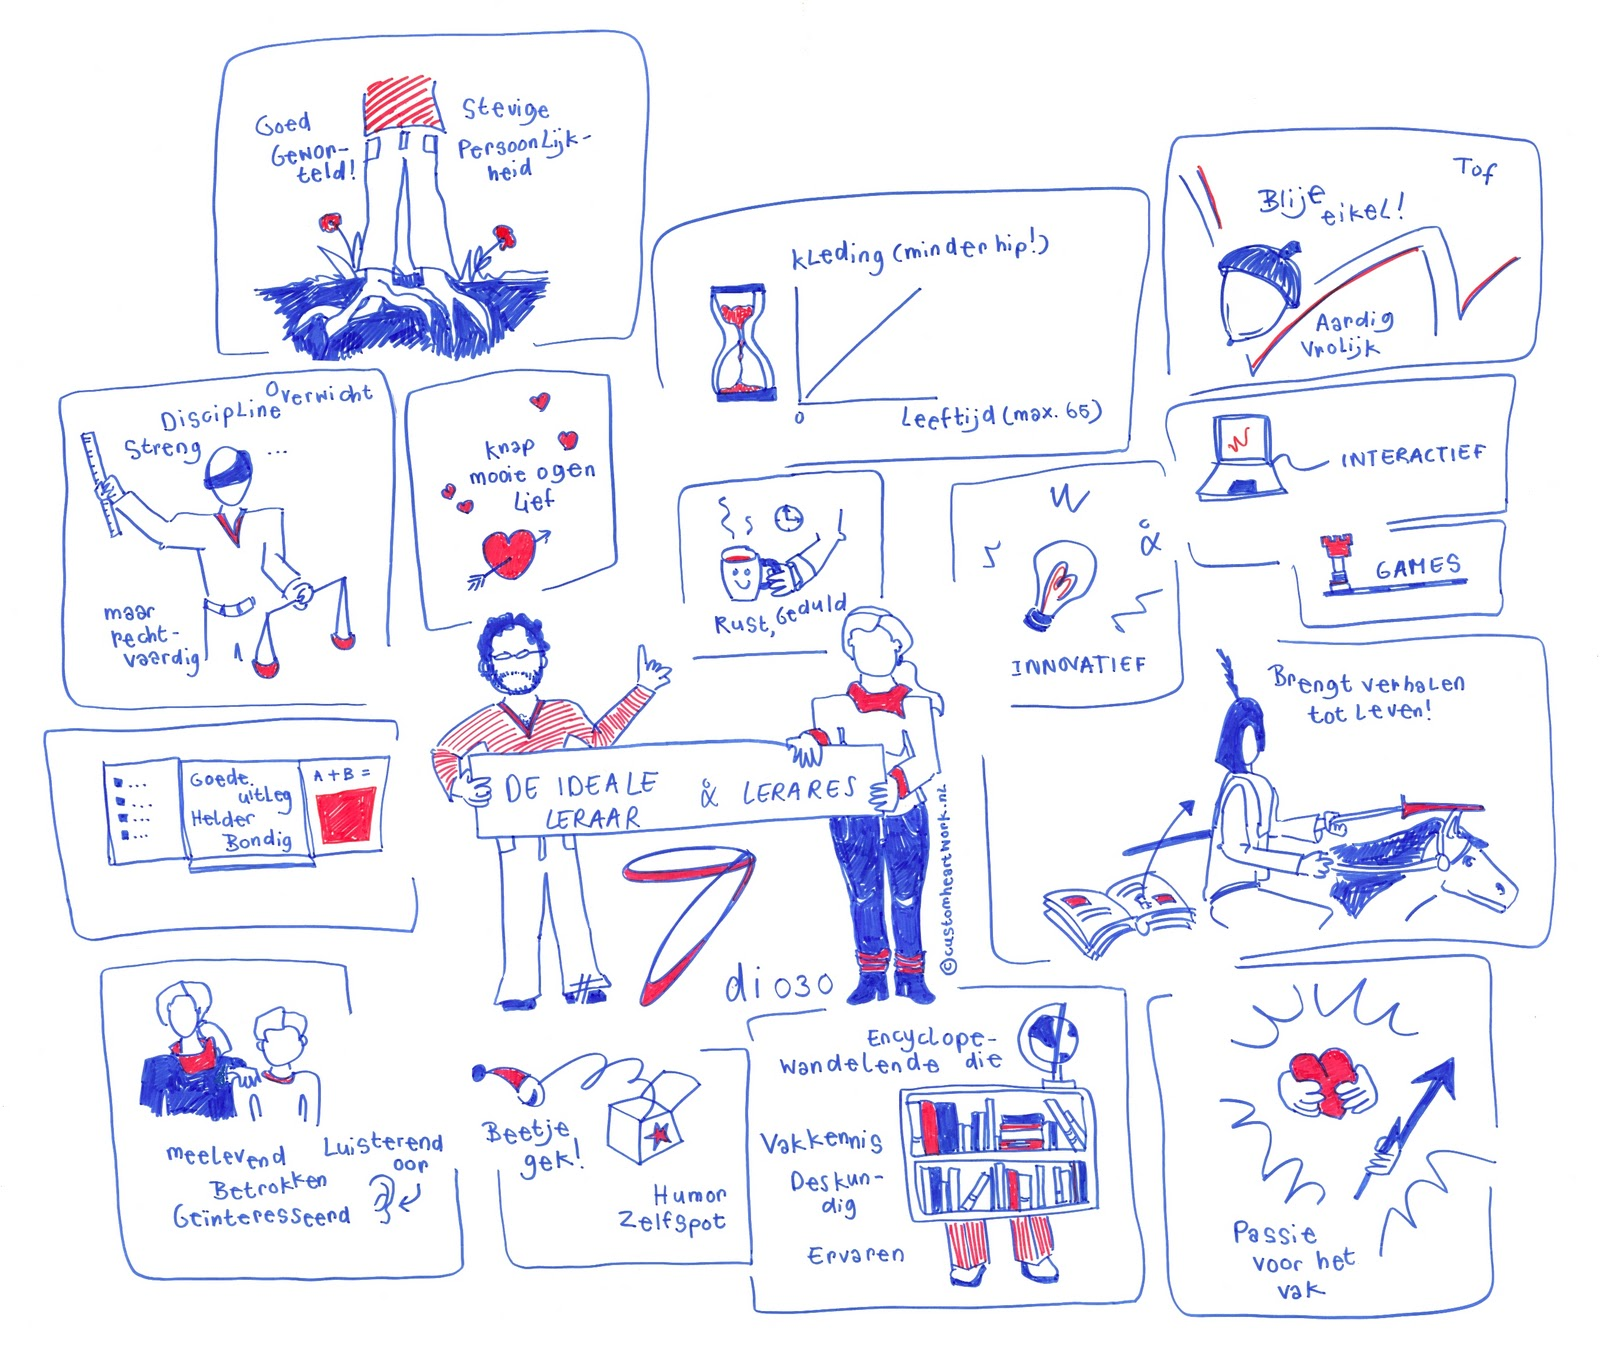 Goed
Gewor-
teld!
Stevige
Persoonlijk-
heid
kleding (minder hip!)
0
Leeftijd (max. 65)
Tof
Blije
eikel!
Aardig
Vrolijk
Overwicht
Discipline
Streng
...
maar
recht-
vaardig
knap
mooie ogen
lief
Rust, Geduld
INNOVATIEF
INTERACTIEF
GAMES
Brengt verhalen
tot leven!
...
...
...
...
Goede
uitleg
Helder
Bondig
A+B=
DE IDEALE
LERAAR
& LERARES
©customheartwork.nl
di030
meelevend
Betrokken
Geïnteresseerd
Luisterend
oor
Beetje
gek!
Humor
Zelfspot
Encyclope-
wandelende die
Vakkennis
Deskun-
dig
Ervaren
Passie
voor het
vak